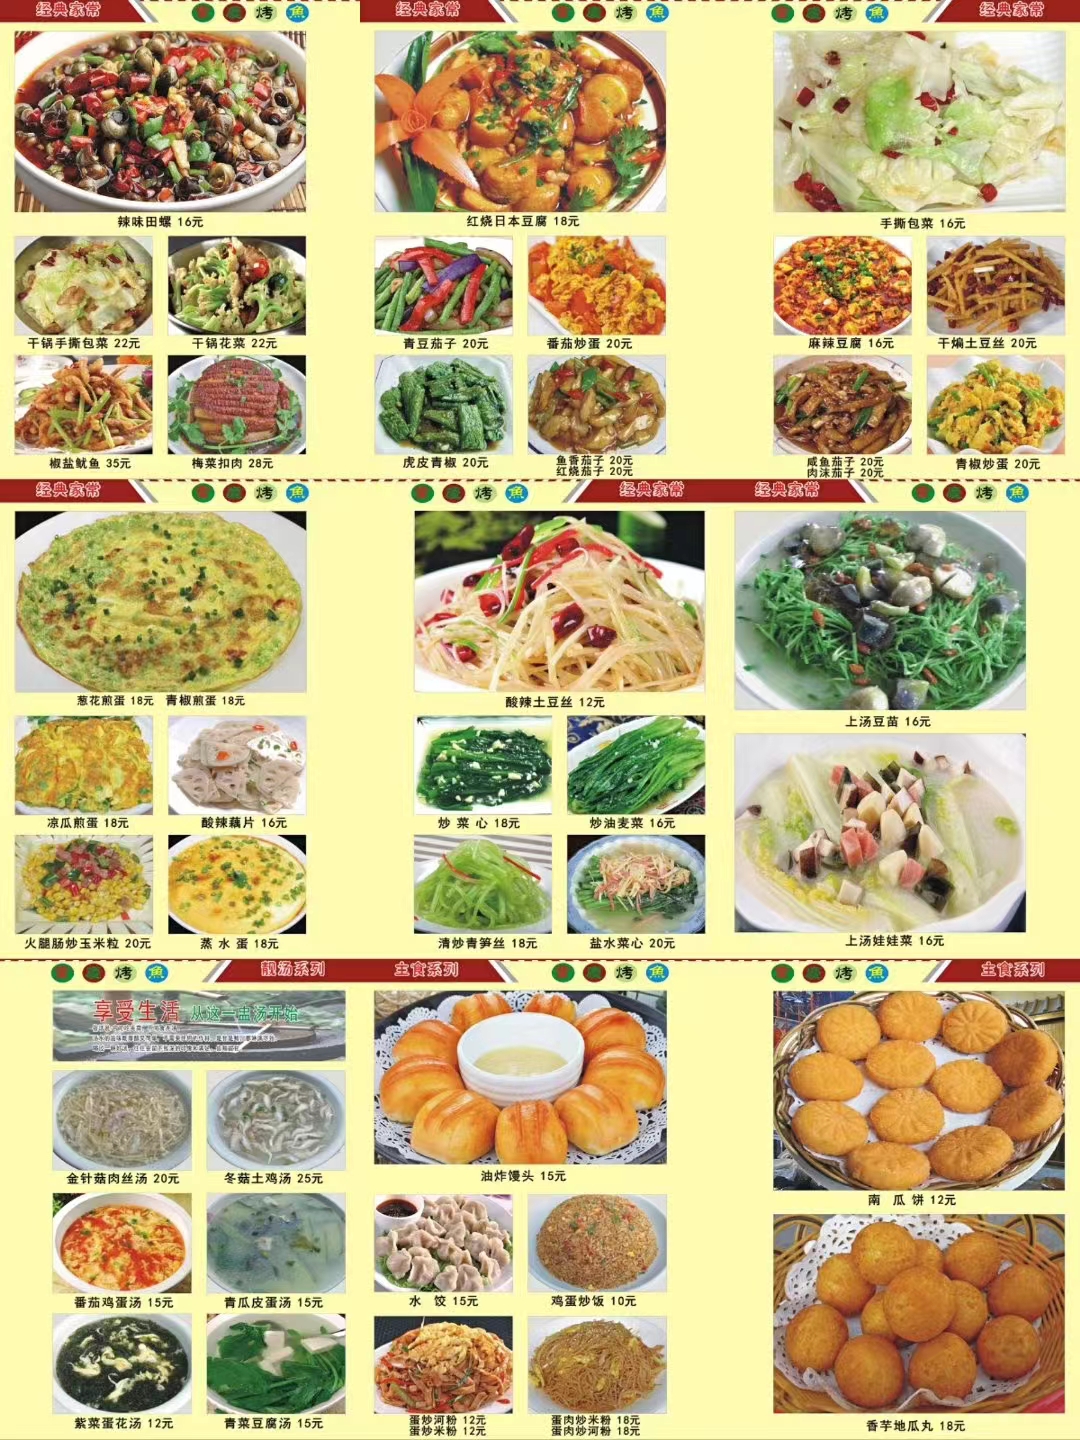 经典家常
烤 魚
经典家常
烤 魚
烤 魚
经典家常
辣味田螺 16元
红烧日本豆腐 18元
手撕包菜 16元
干锅手撕包菜 22元
干锅花菜 22元
青豆茄子 20元
番茄炒蛋 20元
麻辣豆腐 16元
干煸土豆丝 20元
椒盐鱿鱼 35元
梅菜扣肉 28元
虎皮青椒 20元
鱼香茄子 20元
红烧茄子 20元
咸鱼茄子 20元
肉沫茄子 20元
青椒炒蛋 20元
经典家常
烤 魚
烤 魚
经典家常
经典家常
烤 魚
葱花煎蛋 18元 青椒煎蛋 18元
酸辣土豆丝 12元
上汤豆苗 16元
凉瓜煎蛋 18元
酸辣藕片 16元
炒 菜 心 18元
炒油麦菜 16元
火腿肠炒玉米粒 20元
蒸 水 蛋 18元
清炒青笋丝 18元
盐水菜心 20元
上汤娃娃菜 16元
烤 魚
靓汤系列
主食系列
烤 魚
烤 魚
主食系列
享受生活 从这一盅汤开始
金针菇肉丝汤 20元
冬菇土鸡汤 25元
油炸馒头 15元
南 瓜 饼 12元
番茄鸡蛋汤 15元
青瓜皮蛋汤 15元
水 饺 15元
鸡蛋炒饭 10元
紫菜蛋花汤 12元
青菜豆腐汤 15元
蛋炒河粉 12元
蛋炒米粉 12元
蛋肉炒米粉 18元
蛋肉炒河粉 18元
香芋地瓜丸 18元